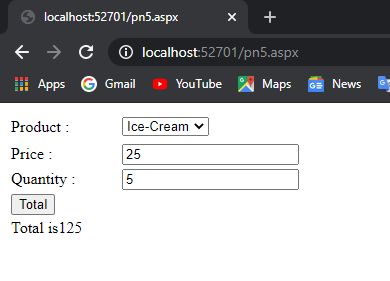 localhost:52701/pn5.aspx
localhost:52701/pn5.aspx
Apps Gmail YouTube Maps News
Product : Ice-Cream
Price : 25
Quantity : 5
Total
Total is125